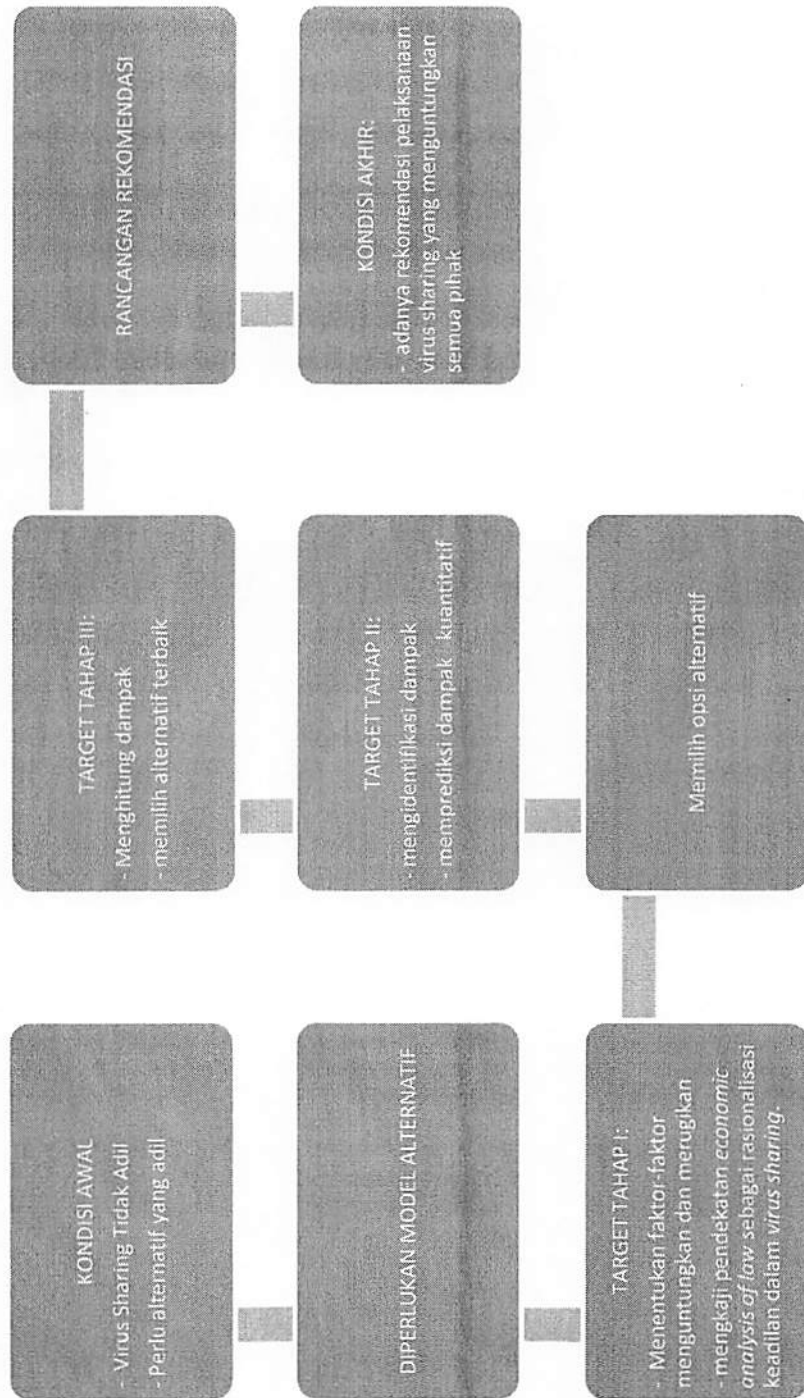 KONDISI AWAL
- Virus Sharing Tidak Adil
- Perlu alternatif yang adil
DIPERLUKAN MODEL ALTERNATIF
TARGET TAHAP I:
- Menentukan faktor-faktor
menguntungkan dan merugikan
- mengkaji pendekatan economic
analysis of law sebagai rasionalisasi
keadilan dalam virus sharing.
Memilih opsi alternatif
TARGET TAHAP II:
- mengidentifikasi dampak
- memprediksi dampak kuantitatif
TARGET TAHAP III:
- Menghitung dampak
- memilih alternatif terbaik
RANCANGAN REKOMENDASI
KONDISI AKHIR:
- adanya rekomendasi pelaksanaan
virus sharing yang menguntungkan
semua pihak